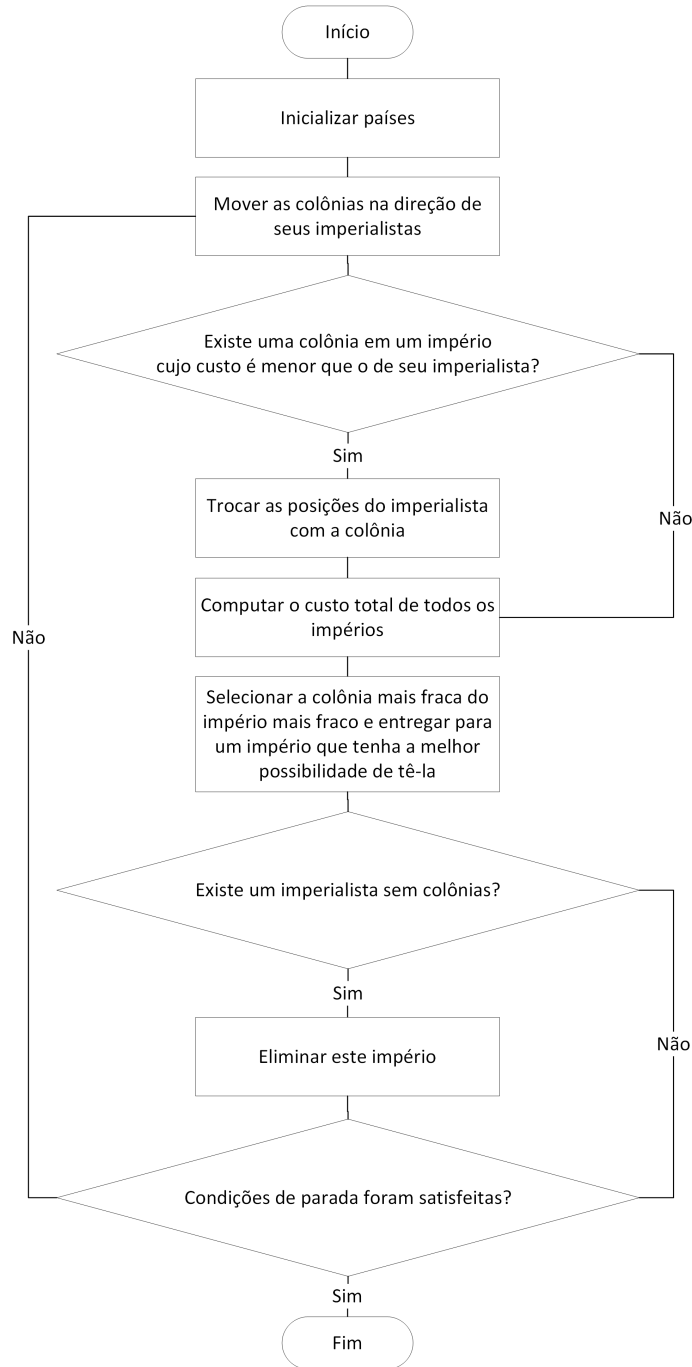 Início
Inicializar países
Mover as colônias na direção de
seus imperialistas
Existe uma colônia em um império
cujo custo é menor que o de seu imperialista?
Sim
Trocar as posições do imperialista
com a colônia
Não
Computar o custo total de todos os
impérios
Não
Selecionar a colônia mais fraca do
império mais fraco e entregar para
um império que tenha a melhor
possibilidade de tê-la
Existe um imperialista sem colônias?
Sim
Não
Eliminar este império
Condições de parada foram satisfeitas?
Sim
Fim